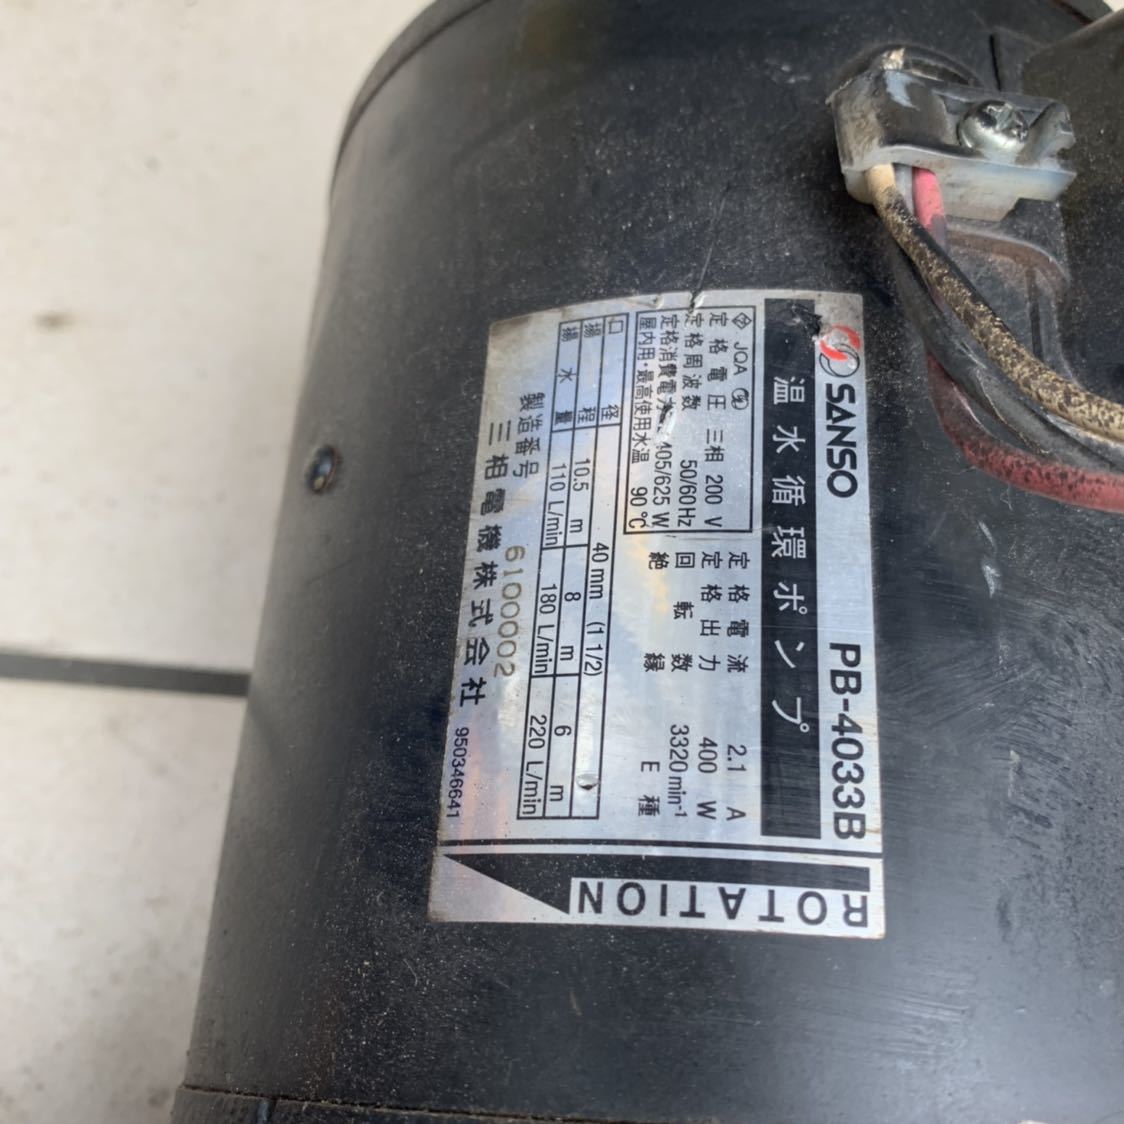 SANSO PB-4033B
温水循環ポンプ
JQA
定格電圧 三相 200 V
定格周波数 50/60Hz
定格消費電力 405/625 W
屋内用・最高使用水温 90℃
定格電流 2.1 A
定格出力 400 W
回転数 3320 min⁻¹
絶縁 E 種
口径 40 mm (1 1/2)
揚程 10.5 m 8 m 6 m
揚水量 110 L/min 180 L/min 220 L/min
製造番号 6100002
三相電機株式会社 950346641
ROTATION